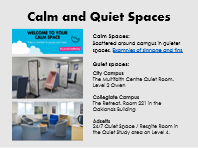 Calm and Quiet Spaces
WELCOME TO YOUR
CALM SPACE
Calm Spaces:
Scattered around campus in quieter
spaces. Examples of signage and tips
Quiet spaces:
City Campus
The Multifaith Centre Quiet Room,
Level 2 Owen
Collegiate Campus
The Retreat, Room 221 in the
Oaklands Building
Adsetts
24/7 Quiet Space / Respite Room in
the Quiet Study area on Level 4.